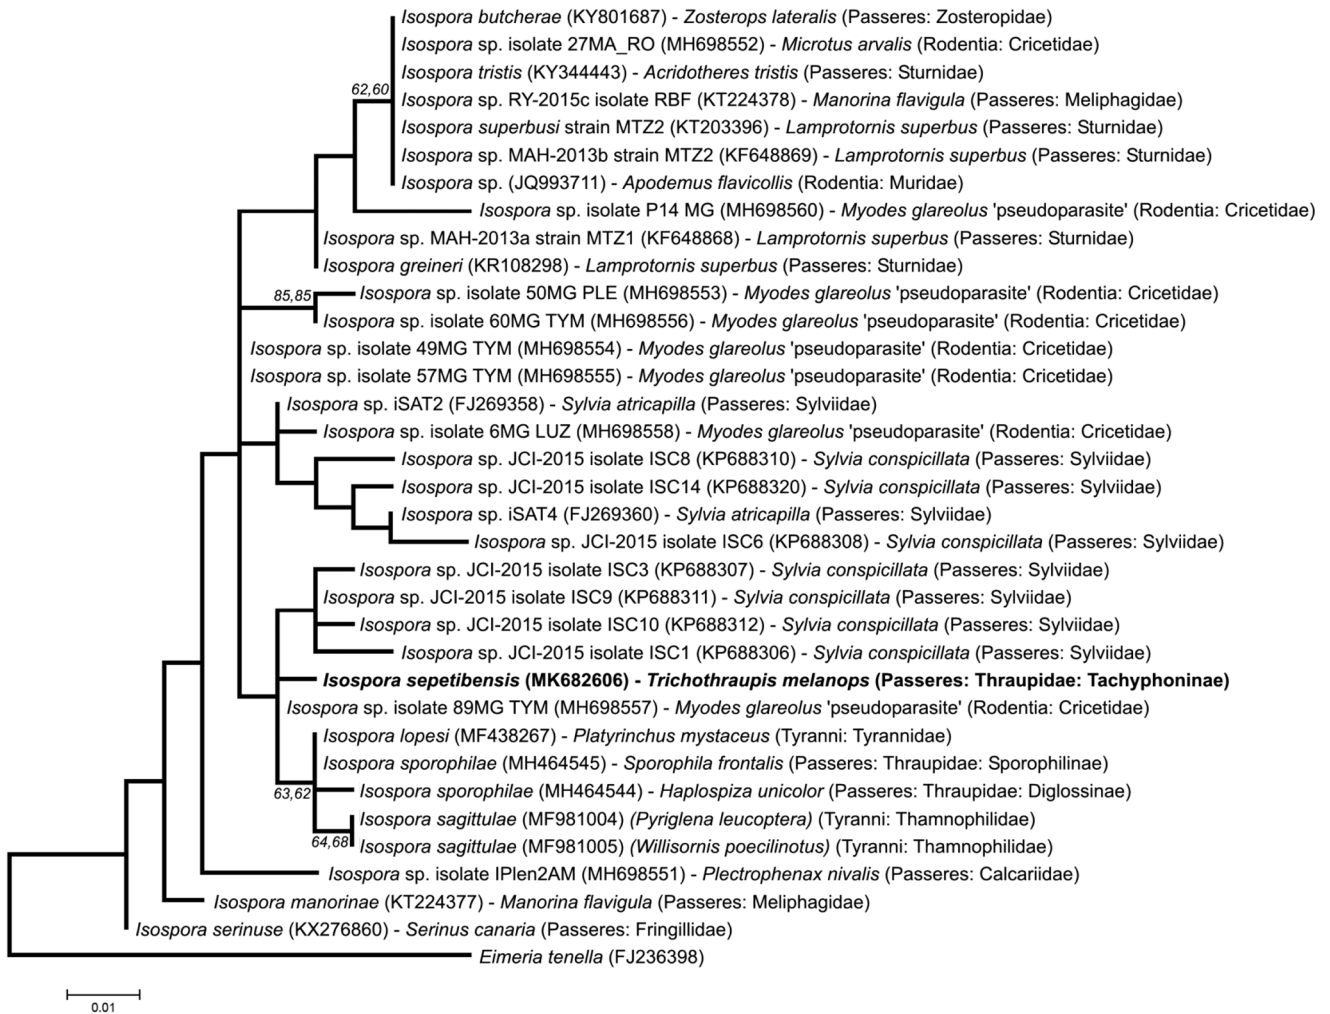 Isospora butcherae (KY801687) - Zosterops lateralis (Passeres: Zosteropidae)
Isospora sp. isolate 27MA_RO (MH698552) - Microtus arvalis (Rodentia: Cricetidae)
Isospora tristis (KY344443) - Acridotheres tristis (Passeres: Sturnidae)
62,60
Isospora sp. RY-2015c isolate RBF (KT224378) - Manorina flavigula (Passeres: Meliphagidae)
Isospora superbusi strain MTZ2 (KT203396) - Lamprotornis superbus (Passeres: Sturnidae)
Isospora sp. MAH-2013b strain MTZ2 (KF648869) - Lamprotornis superbus (Passeres: Sturnidae)
Isospora sp. (JQ993711) - Apodemus flavicollis (Rodentia: Muridae)
Isospora sp. isolate P14 MG (MH698560) - Myodes glareolus 'pseudoparasite' (Rodentia: Cricetidae)
Isospora sp. MAH-2013a strain MTZ1 (KF648868) - Lamprotornis superbus (Passeres: Sturnidae)
Isospora greineri (KR108298) - Lamprotornis superbus (Passeres: Sturnidae)
85,85
Isospora sp. isolate 50MG PLE (MH698553) - Myodes glareolus 'pseudoparasite' (Rodentia: Cricetidae)
Isospora sp. isolate 60MG TYM (MH698556) - Myodes glareolus 'pseudoparasite' (Rodentia: Cricetidae)
Isospora sp. isolate 49MG TYM (MH698554) - Myodes glareolus 'pseudoparasite' (Rodentia: Cricetidae)
Isospora sp. isolate 57MG TYM (MH698555) - Myodes glareolus 'pseudoparasite' (Rodentia: Cricetidae)
Isospora sp. iSAT2 (FJ269358) - Sylvia atricapilla (Passeres: Sylviidae)
Isospora sp. isolate 6MG LUZ (MH698558) - Myodes glareolus 'pseudoparasite' (Rodentia: Cricetidae)
Isospora sp. JCI-2015 isolate ISC8 (KP688310) - Sylvia conspicillata (Passeres: Sylviidae)
Isospora sp. JCI-2015 isolate ISC14 (KP688320) - Sylvia conspicillata (Passeres: Sylviidae)
Isospora sp. iSAT4 (FJ269360) - Sylvia atricapilla (Passeres: Sylviidae)
Isospora sp. JCI-2015 isolate ISC6 (KP688308) - Sylvia conspicillata (Passeres: Sylviidae)
Isospora sp. JCI-2015 isolate ISC3 (KP688307) - Sylvia conspicillata (Passeres: Sylviidae)
Isospora sp. JCI-2015 isolate ISC9 (KP688311) - Sylvia conspicillata (Passeres: Sylviidae)
Isospora sp. JCI-2015 isolate ISC10 (KP688312) - Sylvia conspicillata (Passeres: Sylviidae)
Isospora sp. JCI-2015 isolate ISC1 (KP688306) - Sylvia conspicillata (Passeres: Sylviidae)
Isospora sepetibensis (MK682606) - Trichothraupis melanops (Passeres: Thraupidae: Tachyphoninae)
Isospora sp. isolate 89MG TYM (MH698557) - Myodes glareolus 'pseudoparasite' (Rodentia: Cricetidae)
Isospora lopesi (MF438267) - Platyrinchus mystaceus (Tyranni: Tyrannidae)
Isospora sporophilae (MH464545) - Sporophila frontalis (Passeres: Thraupidae: Sporophilinae)
63,62
Isospora sporophilae (MH464544) - Haplospiza unicolor (Passeres: Thraupidae: Diglossinae)
Isospora sagittulae (MF981004) (Pyriglena leucoptera) (Tyranni: Thamnophilidae)
64,68
Isospora sagittulae (MF981005) (Willisornis poecilinotus) (Tyranni: Thamnophilidae)
Isospora sp. isolate IPlen2AM (MH698551) - Plectrophenax nivalis (Passeres: Calcariidae)
Isospora manorinae (KT224377) - Manorina flavigula (Passeres: Meliphagidae)
Isospora serinuse (KX276860) - Serinus canaria (Passeres: Fringillidae)
Eimeria tenella (FJ236398)
0.01